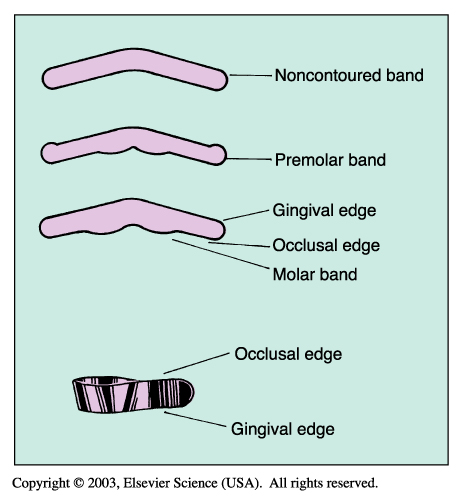 Noncontoured band
Premolar band
Gingival edge
Occlusal edge
Molar band
Occlusal edge
Gingival edge
Copyright © 2003, Elsevier Science (USA).  All rights reserved.